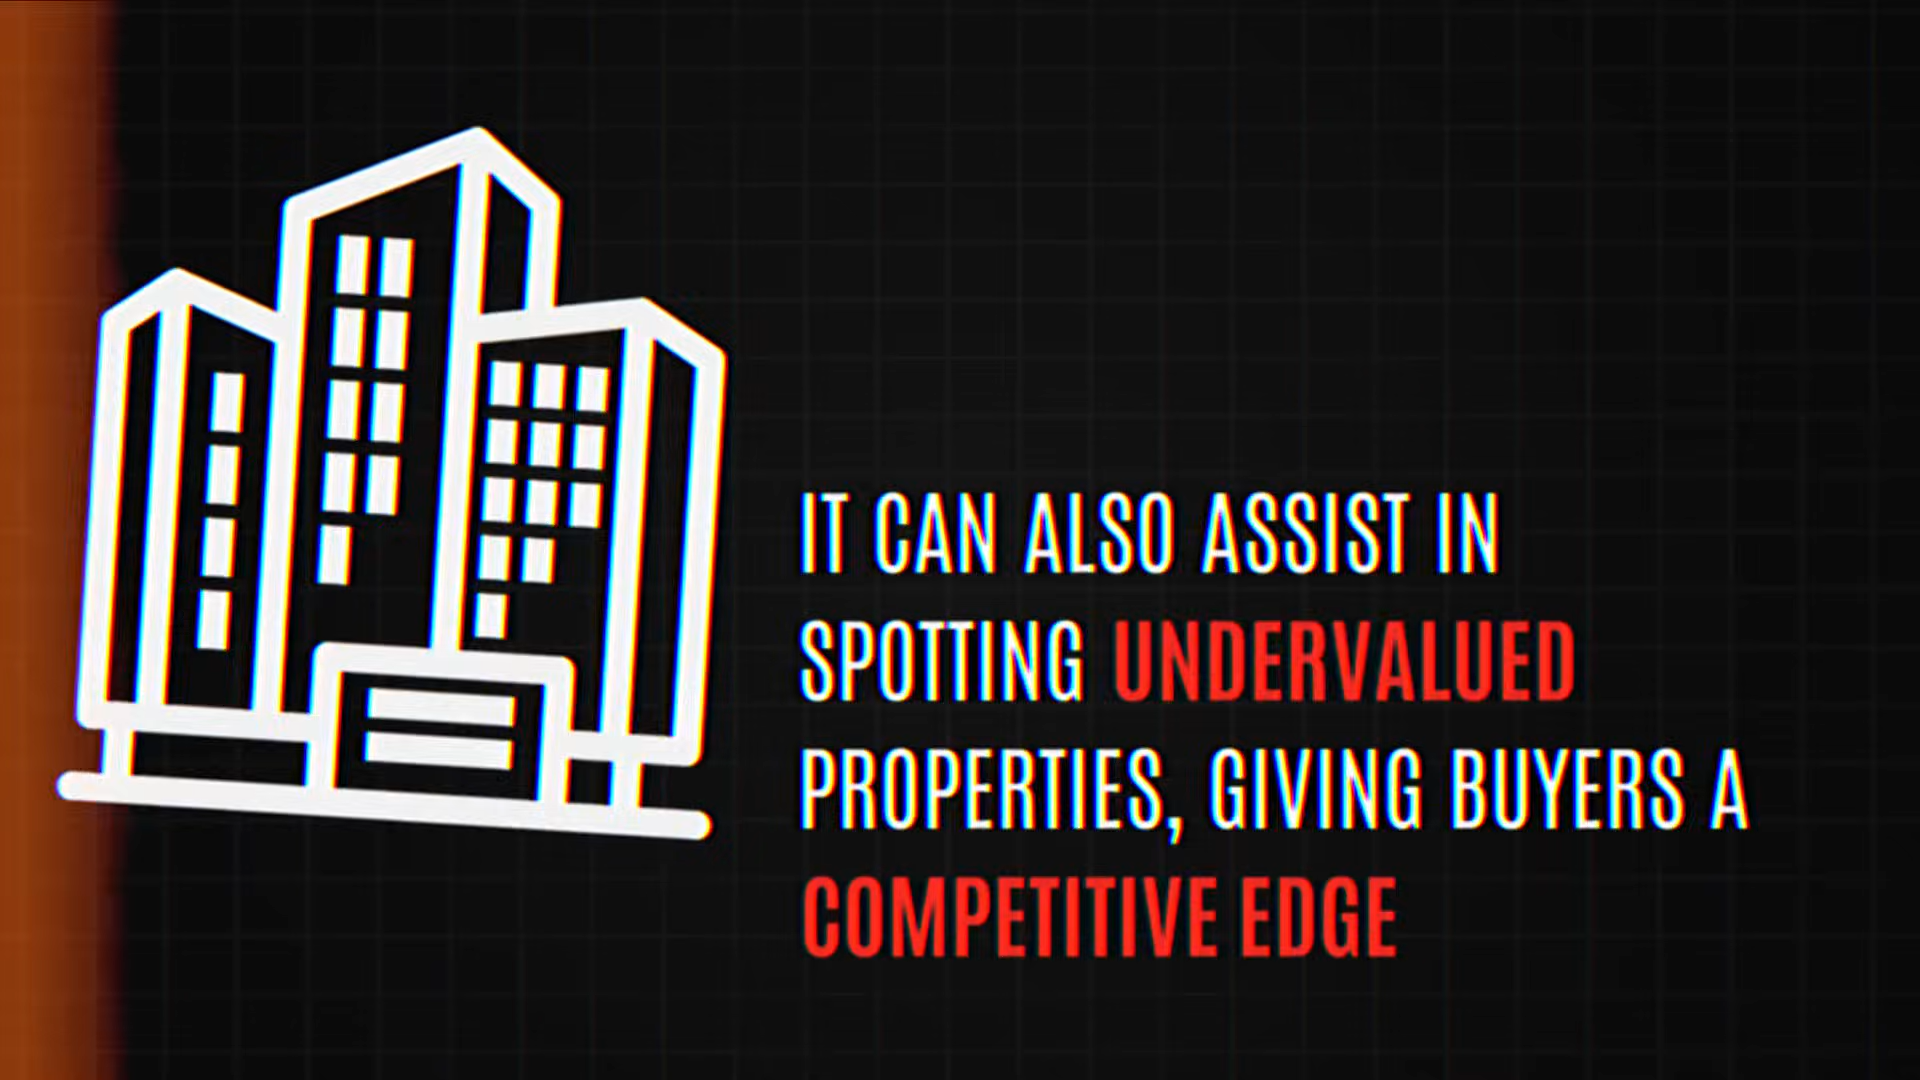 IT CAN ALSO ASSIST IN
SPOTTING UNDERVALUED
PROPERTIES, GIVING BUYERS A
COMPETITIVE EDGE